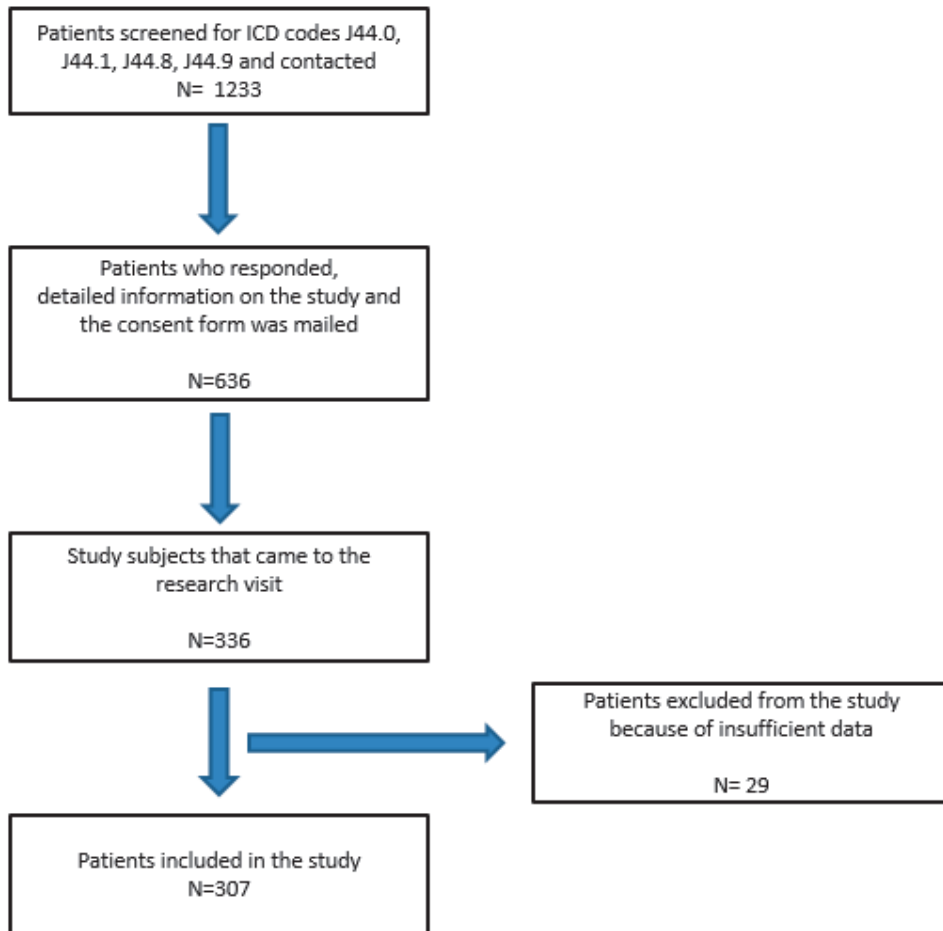 Patients screened for ICD codes J44.0,
J44.1, J44.8, J44.9 and contacted
N= 1233
Patients who responded,
detailed information on the study and
the consent form was mailed
N=636
Study subjects that came to the
research visit
N=336
Patients excluded from the study
because of insufficient data
N= 29
Patients included in the study
N=307